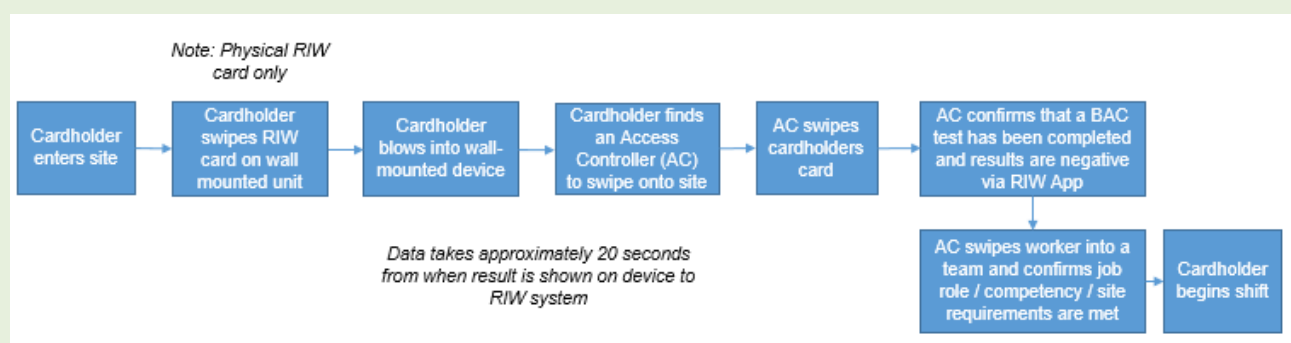 Note: Physical RIW
card only
Cardholder
enters site
Cardholder
swipes RIW
card on wall
mounted unit
Cardholder
blows into wall-
mounted device
Cardholder finds
an Access
Controller (AC)
to swipe onto site
AC swipes
cardholders
card
AC confirms that a BAC
test has been completed
and results are negative
via RIW App
Data takes approximately 20 seconds
from when result is shown on device to
RIW system
AC swipes worker into a
team and confirms job
role / competency / site
requirements are met
Cardholder
begins shift